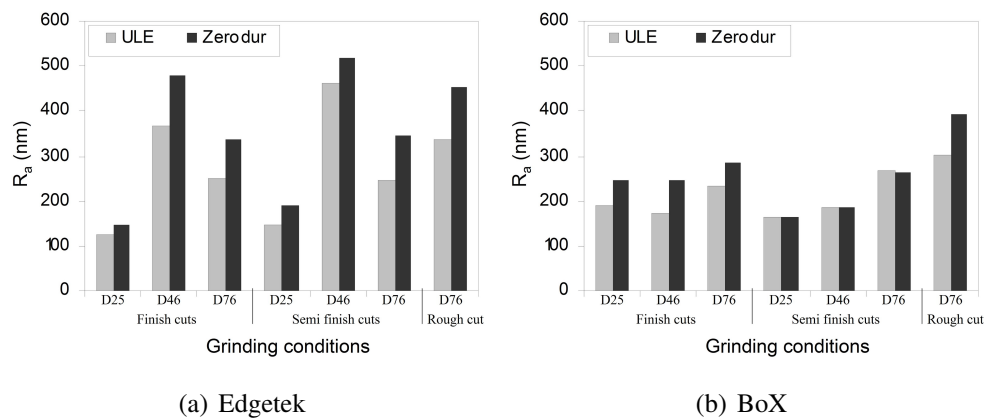 600
500
400
300
200
100
0
Ra (nm)
ULE Zerodur
D25 D46 D76 D25 D46 D76 D76
Finish cuts Semi finish cuts Rough cut
Grinding conditions
(a) Edgetek
600
500
400
300
200
100
0
Ra (nm)
ULE Zerodur
D25 D46 D76 D25 D46 D76 D76
Finish cuts Semi finish cuts Rough cut
Grinding conditions
(b) BoX